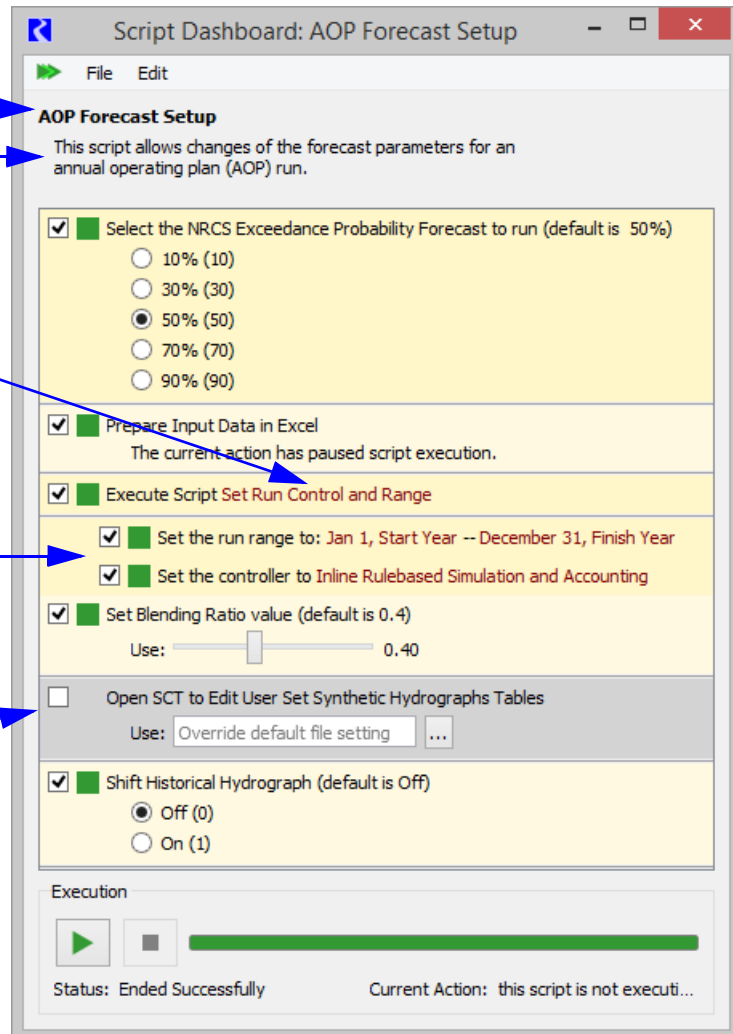 Script Dashboard: AOP Forecast Setup
File Edit
AOP Forecast Setup
This script allows changes of the forecast parameters for an
annual operating plan (AOP) run.
Select the NRCS Exceedance Probability Forecast to run (default is 50%)
10% (10)
30% (30)
50% (50)
70% (70)
90% (90)
Prepare Input Data in Excel
The current action has paused script execution.
Execute Script Set Run Control and Range
Set the run range to: Jan 1, Start Year -- December 31, Finish Year
Set the controller to Inline Rulebased Simulation and Accounting
Set Blending Ratio value (default is 0.4)
Use: 0.40
Open SCT to Edit User Set Synthetic Hydrographs Tables
Use: Override default file setting ...
Shift Historical Hydrograph (default is Off)
Off (0)
On (1)
Execution
Status: Ended Successfully Current Action: this script is not executi...